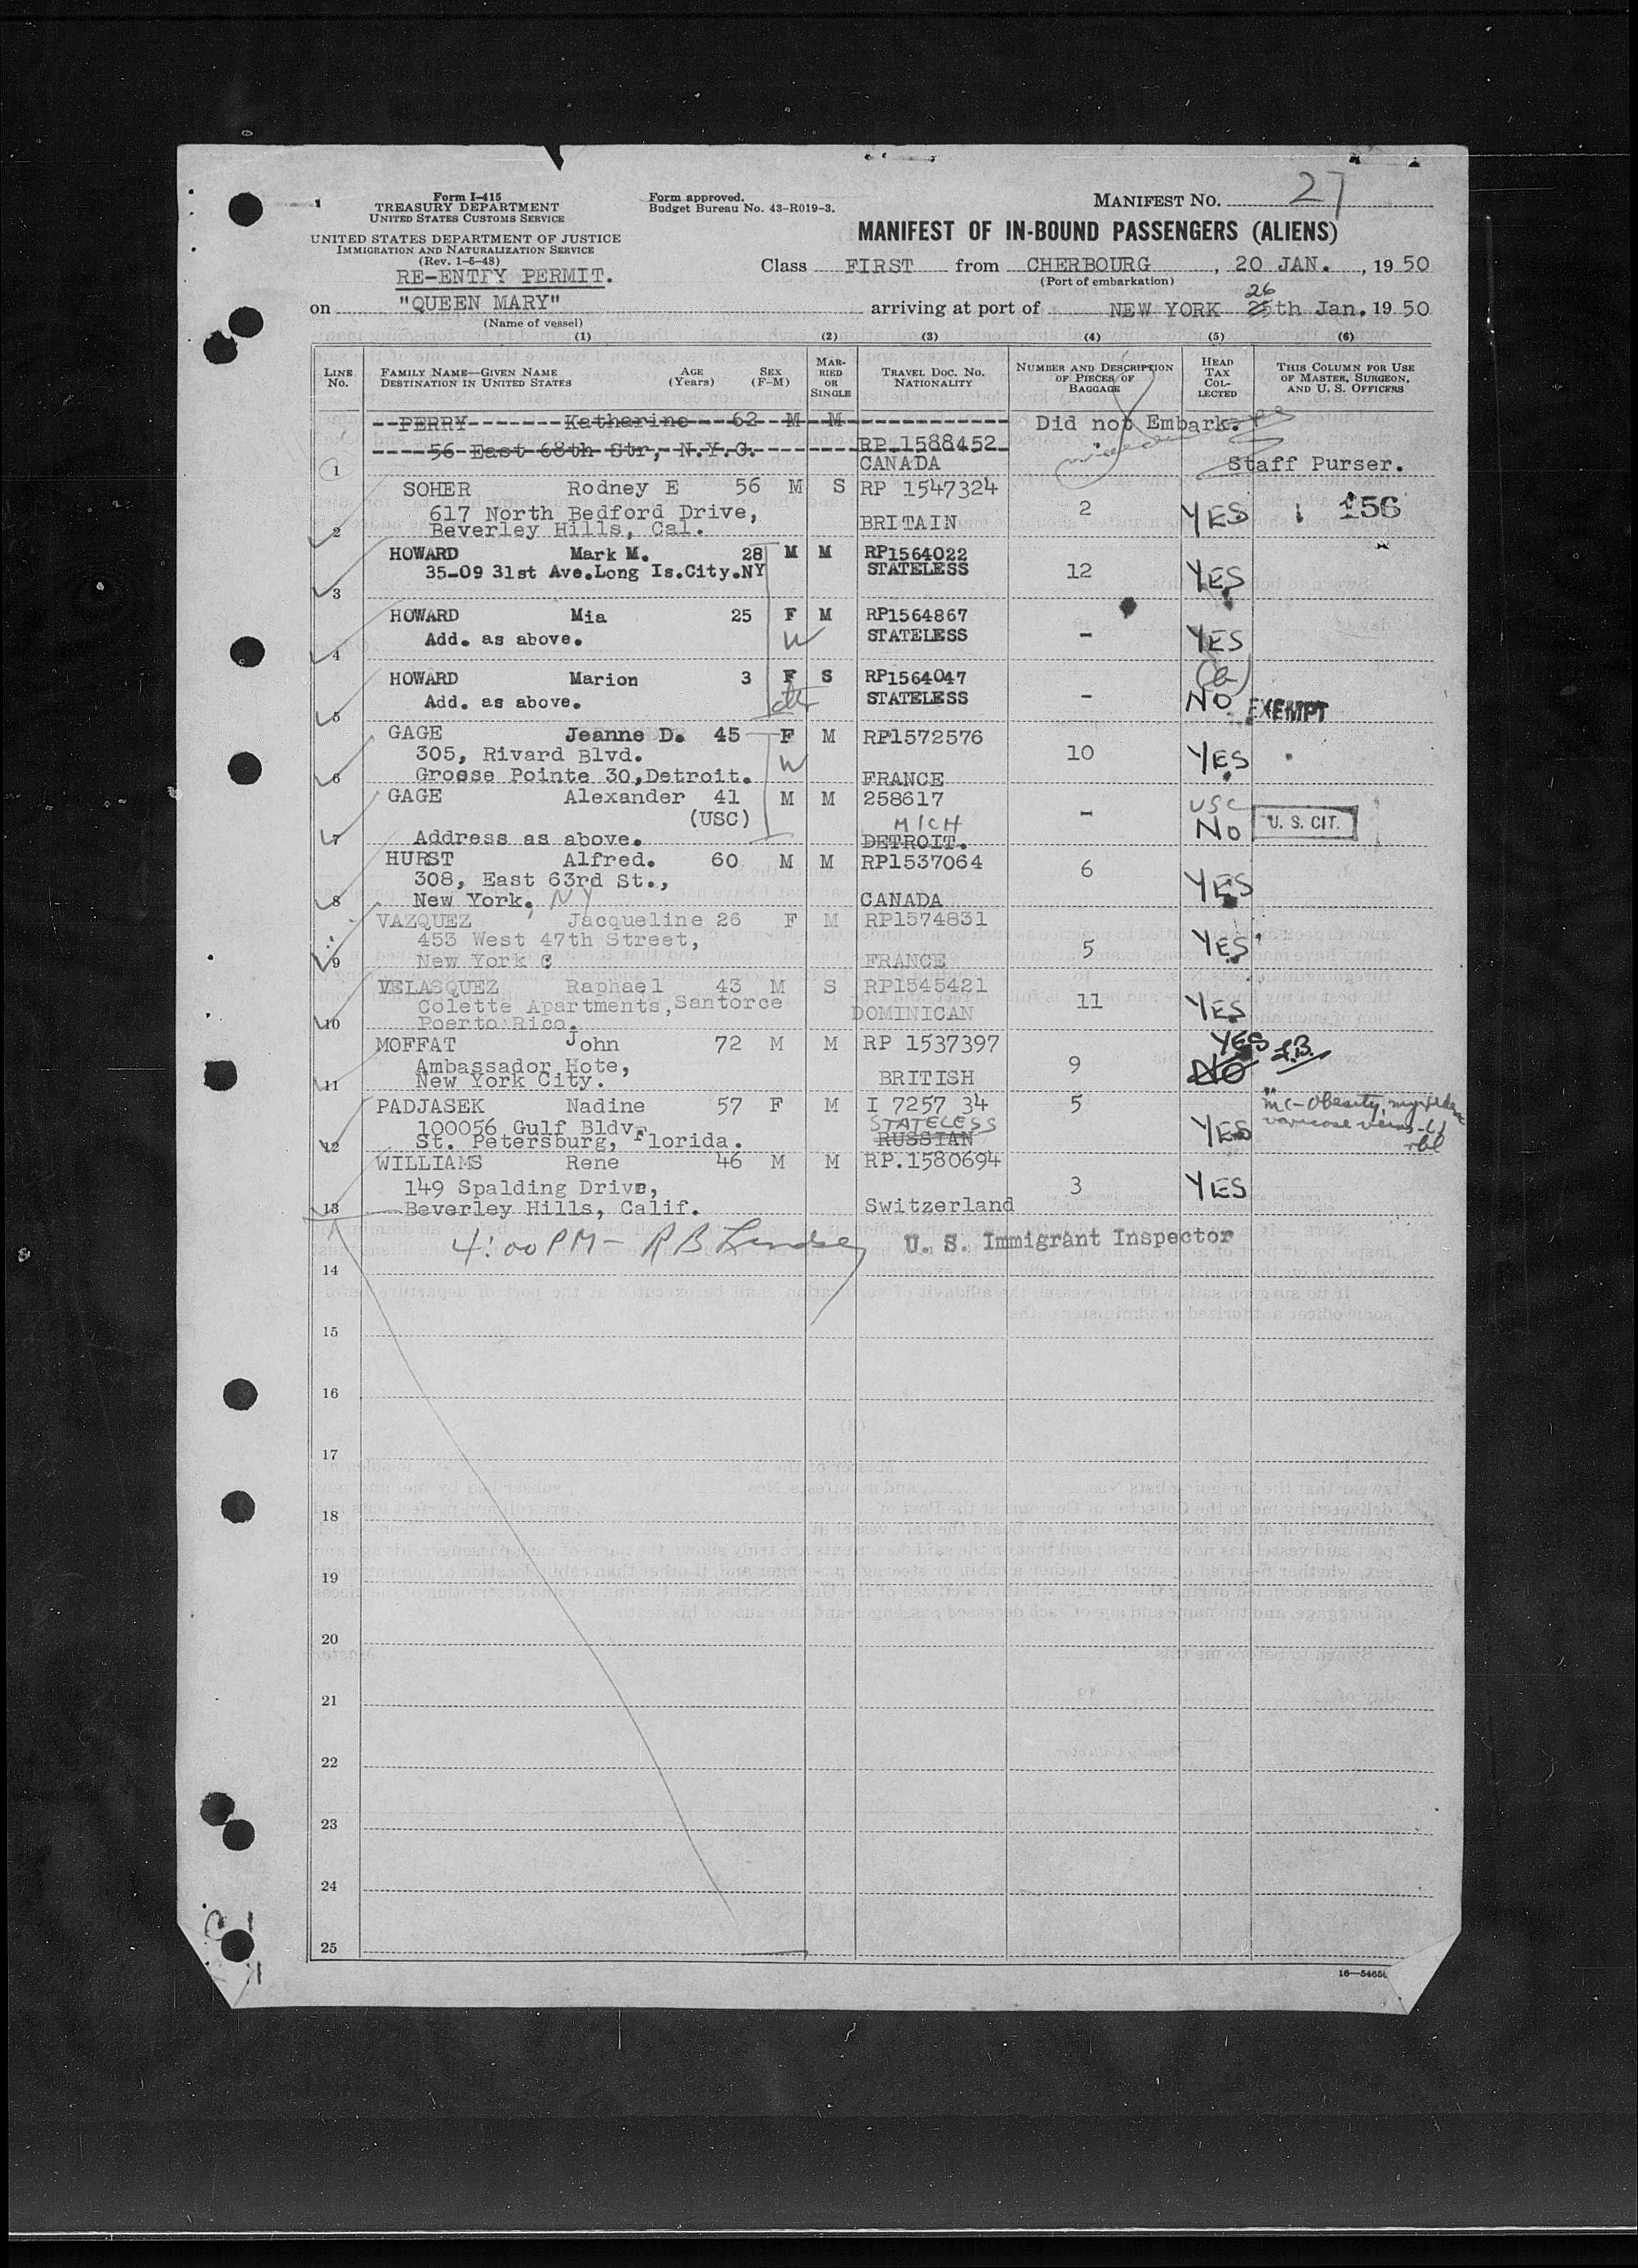 1
Form I-415
TREASURY DEPARTMENT
UNITED STATES CUSTOMS SERVICE
Form approved.
Budget Bureau No. 43-R019-3.
MANIFEST NO. 27
UNITED STATES DEPARTMENT OF JUSTICE
IMMIGRATION AND NATURALIZATION SERVICE
(Rev. 1-5-48)
MANIFEST OF IN-BOUND PASSENGERS (ALIENS)
RE-ENTFY PERMIT.
Class FIRST from CHERBOURG, 20 JAN., 1950
(Port of embarkation)
on "QUEEN MARY" arriving at port of NEW YORK 26 25th Jan. 1950
(Name of vessel)
(1) (2) (3) (4) (5) (6)
LINE No. FAMILY NAME—GIVEN NAME DESTINATION IN UNITED STATES AGE (Years) SEX (F-M) MARRIED OR SINGLE TRAVEL DOC. NO. NATIONALITY NUMBER AND DESCRIPTION OF PIECES OF BAGGAGE HEAD TAX COLLECTED THIS COLUMN FOR USE OF MASTER, SURGEON, AND U. S. OFFICERS
PERRY Katharine 62 M M Did not Embark.
56 East 68th Str, N.Y.C. RP 1588452
1 CANADA Staff Purser.
SOHER Rodney E 56 M S RP 1547324
617 North Bedford Drive, 2 YES 156
2 Beverley Hills, Cal. BRITAIN
HOWARD Mark M. 28 M M RP1564022
35-09 31st Ave.Long Is.City.NY STATELESS 12 YES
3
HOWARD Mia 25 F M RP1564867
4 Add. as above. W STATELESS - YES
HOWARD Marion 3 F S RP1564047
5 Add. as above. STATELESS - NO EXEMPT
GAGE Jeanne D. 45 F M RP1572576
305, Rivard Blvd. W 10 YES
6 Grosse Pointe 30,Detroit. FRANCE
GAGE Alexander 41 M M 258617 USC
(USC) MICH - NO U. S. CIT.
7 Address as above. DETROIT.
HURST Alfred. 60 M M RP1537064
308, East 63rd St., 6 YES
8 New York, NY CANADA
VAZQUEZ Jacqueline 26 F M RP1574831
453 West 47th Street, 5 YES
9 New York C FRANCE
VELASQUEZ Raphael 43 M S RP1545421
Colette Apartments,Santorce DOMINICAN 11 YES
10 Poerto Rico.
MOFFAT John 72 M M RP 1537397 YES
Ambassador Hote, 9 NO
11 New York City. BRITISH
PADJASEK Nadine 57 F M I 7257 34 5 mc-obesity,
100056 Gulf Bldv STATELESS YES varicose veins
12 St. Petersburg, Florida. RUSSIAN
WILLIAMS Rene 46 M M RP.1580694
149 Spalding Drive, 3 YES
13 Beverley Hills, Calif. Switzerland
4:00 PM - R B U. S. Immigrant Inspector
14
15
16
17
18
19
20
21
22
23
24
25